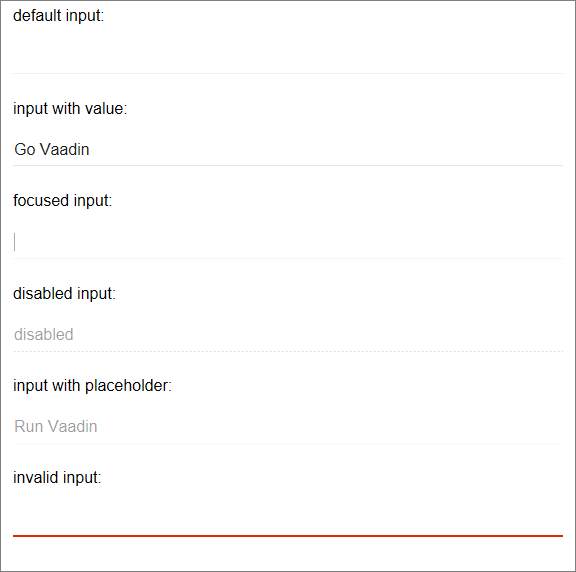 default input:
input with value:
Go Vaadin
focused input:
disabled input:
disabled
input with placeholder:
Run Vaadin
invalid input: